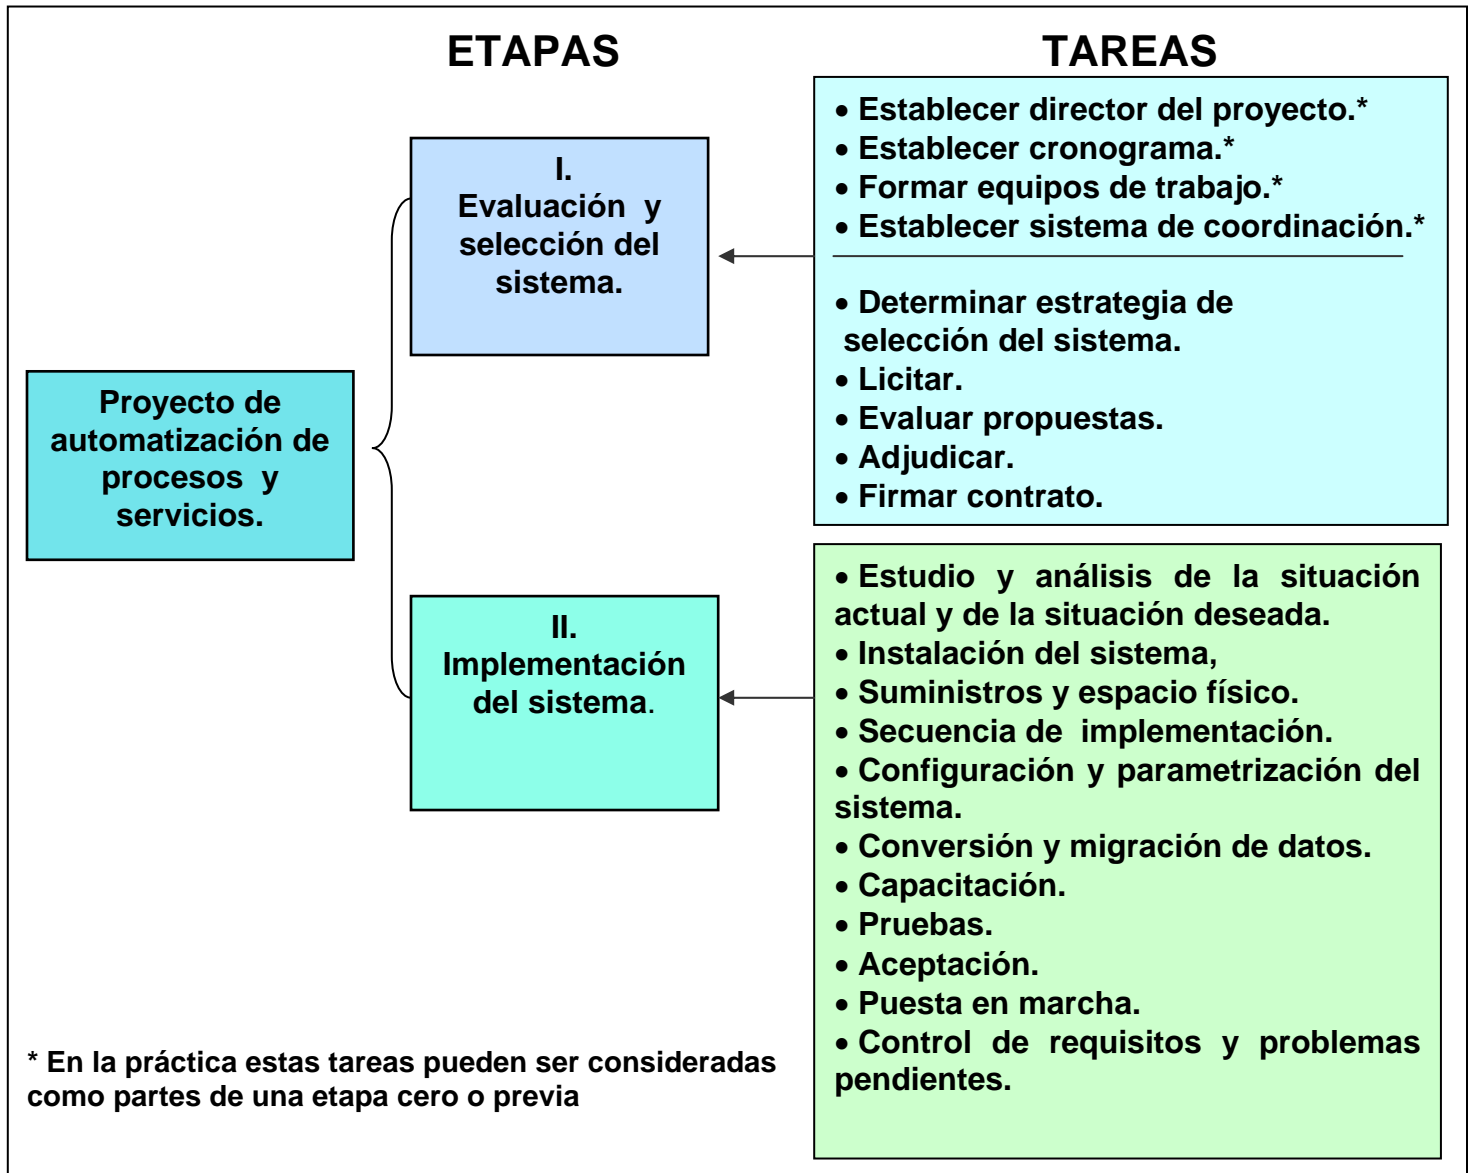 ETAPAS
TAREAS
Proyecto de
automatización de
procesos y
servicios.
I.
Evaluación y
selección del
sistema.
• Establecer director del proyecto.*
• Establecer cronograma.*
• Formar equipos de trabajo.*
• Establecer sistema de coordinación.*
• Determinar estrategia de
selección del sistema.
• Licitar.
• Evaluar propuestas.
• Adjudicar.
• Firmar contrato.
II.
Implementación
del sistema.
• Estudio y análisis de la situación
actual y de la situación deseada.
• Instalación del sistema,
• Suministros y espacio físico.
• Secuencia de implementación.
• Configuración y parametrización del
sistema.
• Conversión y migración de datos.
• Capacitación.
• Pruebas.
• Aceptación.
• Puesta en marcha.
• Control de requisitos y problemas
pendientes.
* En la práctica estas tareas pueden ser consideradas
como partes de una etapa cero o previa